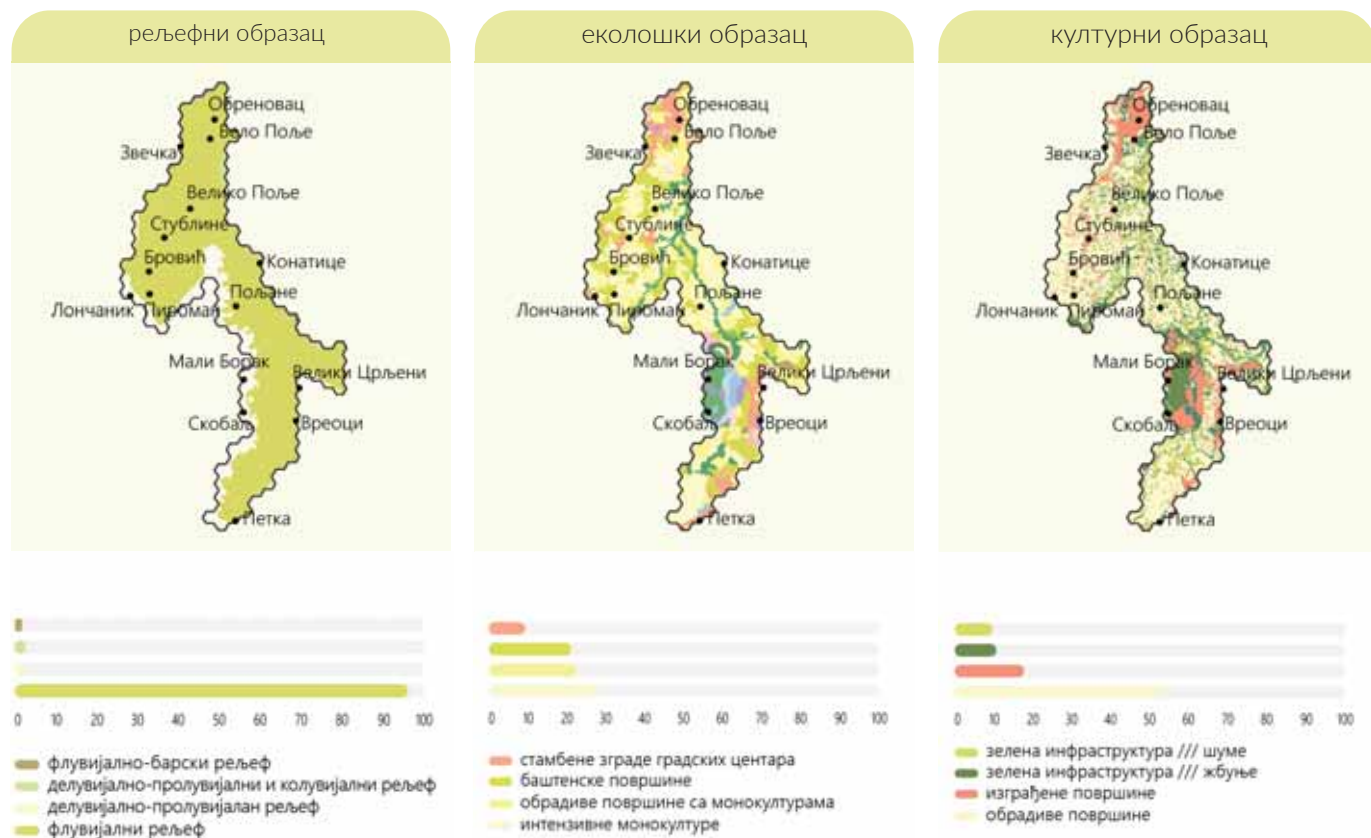 рељефни образац
Обреновац
Бело Поље
Звечка
Велико Поље
Стублине
Бровић
Конатице
Лончаник Пироман
Пољане
Мали Борак
Велики Црљени
Скобаљ
Вреоци
Петка
0 10 20 30 40 50 60 70 80 90 100
флувијално-барски рељеф
делувијално-пролувијални и колувијални рељеф
делувијално-пролувијалан рељеф
флувијални рељеф
еколошки образац
Обреновац
Бело Поље
Звечка
Велико Поље
Стублине
Бровић
Конатице
Лончаник Пироман
Пољане
Мали Борак
Велики Црљени
Скобаљ
Вреоци
Петка
0 10 20 30 40 50 60 70 80 90 100
стамбене зграде градских центара
баштенске површине
обрадиве површине са монокултурама
интензивне монокултуре
културни образац
Обреновац
Бело Поље
Звечка
Велико Поље
Стублине
Бровић
Конатице
Лончаник Пироман
Пољане
Мали Борак
Велики Црљени
Скобаљ
Вреоци
Петка
0 10 20 30 40 50 60 70 80 90 100
зелена инфраструктура /// шуме
зелена инфраструктура /// жбуње
изграђене површине
обрадиве површине